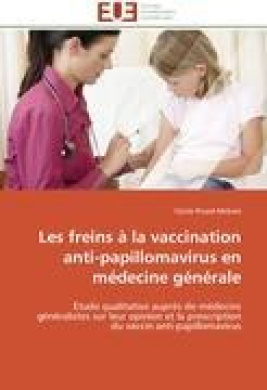 Les freins à la vaccination
anti-papillomavirus en
médecine générale
Etude qualitative auprès de médecins
généralistes sur leur opinion et la prescription
du vaccin anti-papillomavirus